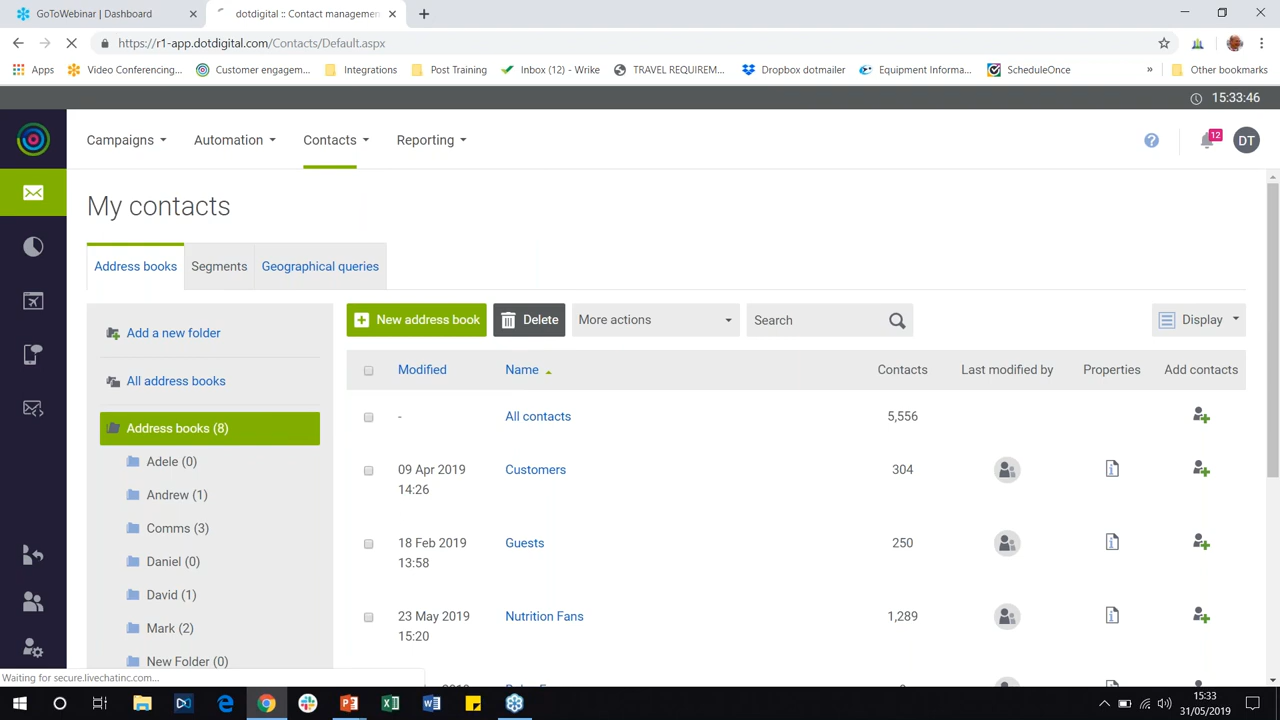 GoToWebinar | Dashboard
dotdigital :: Contact managemen
https://r1-app.dotdigital.com/Contacts/Default.aspx
Apps
Video Conferencing...
Customer engagem...
Integrations
Post Training
Inbox (12) - Wrike
TRAVEL REQUIREM...
Dropbox dotmailer
Equipment Informa...
ScheduleOnce
»
Other bookmarks
15:33:46
Campaigns
Automation
Contacts
Reporting
12
DT
My contacts
Address books
Segments
Geographical queries
Add a new folder
All address books
Address books (8)
Adele (0)
Andrew (1)
Comms (3)
Daniel (0)
David (1)
Mark (2)
New Folder (0)
New address book
Delete
More actions
Search
Display
Modified Name Contacts Last modified by Properties Add contacts
- All contacts 5,556
09 Apr 2019 Customers 304
14:26
18 Feb 2019 Guests 250
13:58
23 May 2019 Nutrition Fans 1,289
15:20
Waiting for secure.livechatinc.com...
15:33
31/05/2019